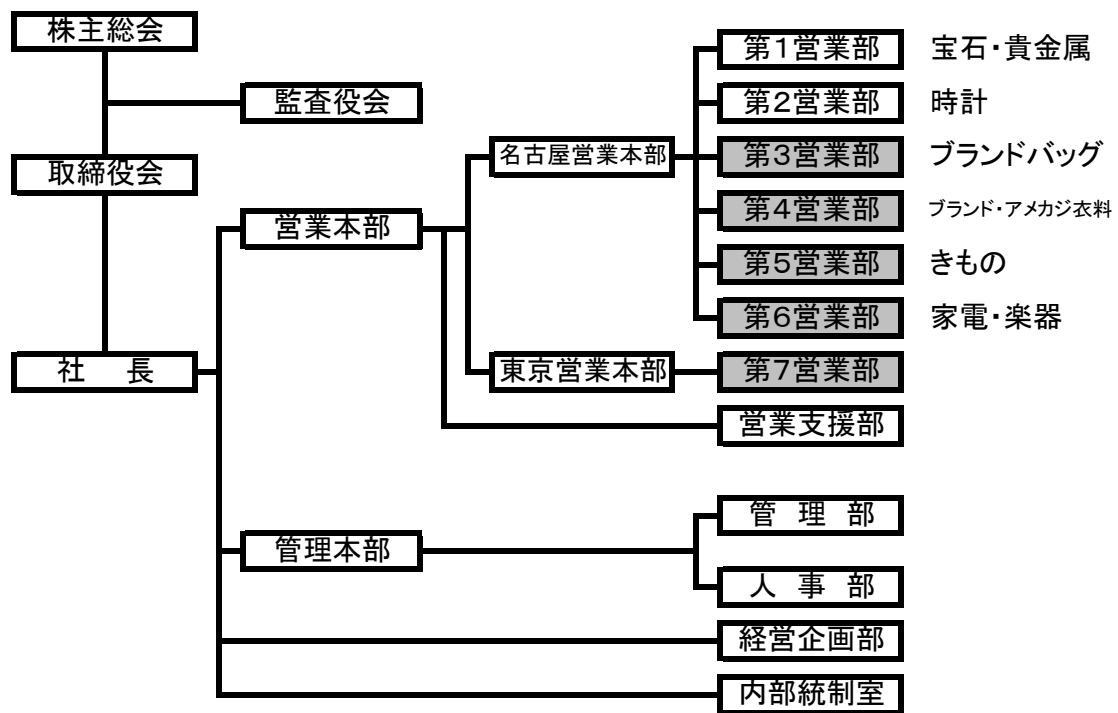 株主総会
監査役会
取締役会
社　長
営業本部
名古屋営業本部
第1営業部 宝石・貴金属
第2営業部 時計
第3営業部 ブランドバッグ
第4営業部 ブランド・アメカジ衣料
第5営業部 きもの
第6営業部 家電・楽器
東京営業本部
第7営業部
営業支援部
管理本部
管　理　部
人　事　部
経営企画部
内部統制室